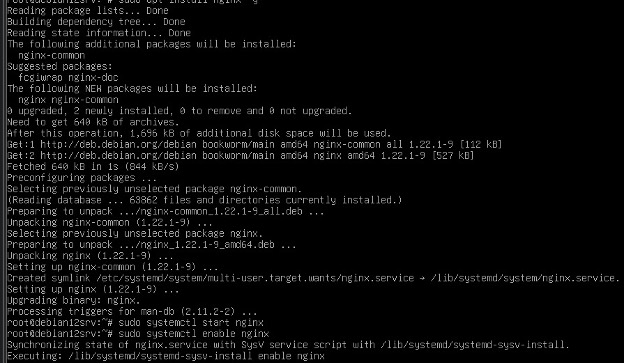 root@debian12srv:~# sudo apt install nginx -y
Reading package lists... Done
Building dependency tree... Done
Reading state information... Done
The following additional packages will be installed:
nginx-common
Suggested packages:
fcgiwrap nginx-doc
The following NEW packages will be installed:
nginx nginx-common
0 upgraded, 2 newly installed, 0 to remove and 0 not upgraded.
Need to get 640 kB of archives.
After this operation, 1,696 kB of additional disk space will be used.
Get:1 http://deb.debian.org/debian bookworm/main amd64 nginx-common all 1.22.1-9 [112 kB]
Get:2 http://deb.debian.org/debian bookworm/main amd64 nginx amd64 1.22.1-9 [527 kB]
Fetched 640 kB in 1s (844 kB/s)
Preconfiguring packages ...
Selecting previously unselected package nginx-common.
(Reading database ... 63862 files and directories currently installed.)
Preparing to unpack .../nginx-common_1.22.1-9_all.deb ...
Unpacking nginx-common (1.22.1-9) ...
Selecting previously unselected package nginx.
Preparing to unpack .../nginx_1.22.1-9_amd64.deb ...
Unpacking nginx (1.22.1-9) ...
Setting up nginx-common (1.22.1-9) ...
Created symlink /etc/systemd/system/multi-user.target.wants/nginx.service → /lib/systemd/system/nginx.service.
Setting up nginx (1.22.1-9) ...
Upgrading binary: nginx.
Processing triggers for man-db (2.11.2-2) ...
root@debian12srv:~# sudo systemctl start nginx
root@debian12srv:~# sudo systemctl enable nginx
Synchronizing state of nginx.service with SysV service script with /lib/systemd/systemd-sysv-install.
Executing: /lib/systemd/systemd-sysv-install enable nginx